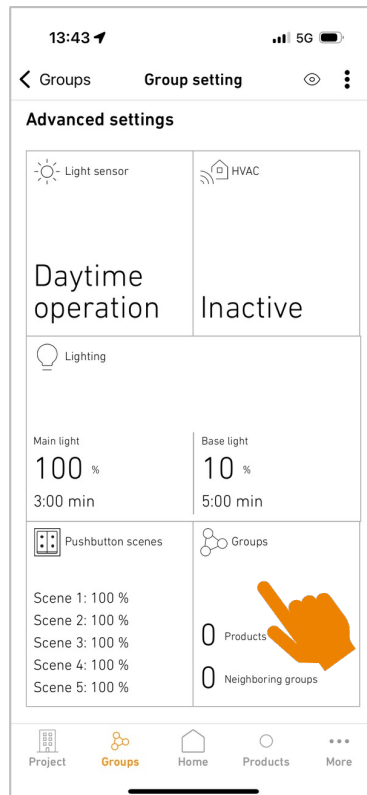 13:43
5G
Groups
Group setting
Advanced settings
Light sensor
Daytime
operation
HVAC
Inactive
Lighting
Main light
100 %
3:00 min
Base light
10 %
5:00 min
Pushbutton scenes
Scene 1: 100 %
Scene 2: 100 %
Scene 3: 100 %
Scene 4: 100 %
Scene 5: 100 %
Groups
0 Products
0 Neighboring groups
Project
Groups
Home
Products
More